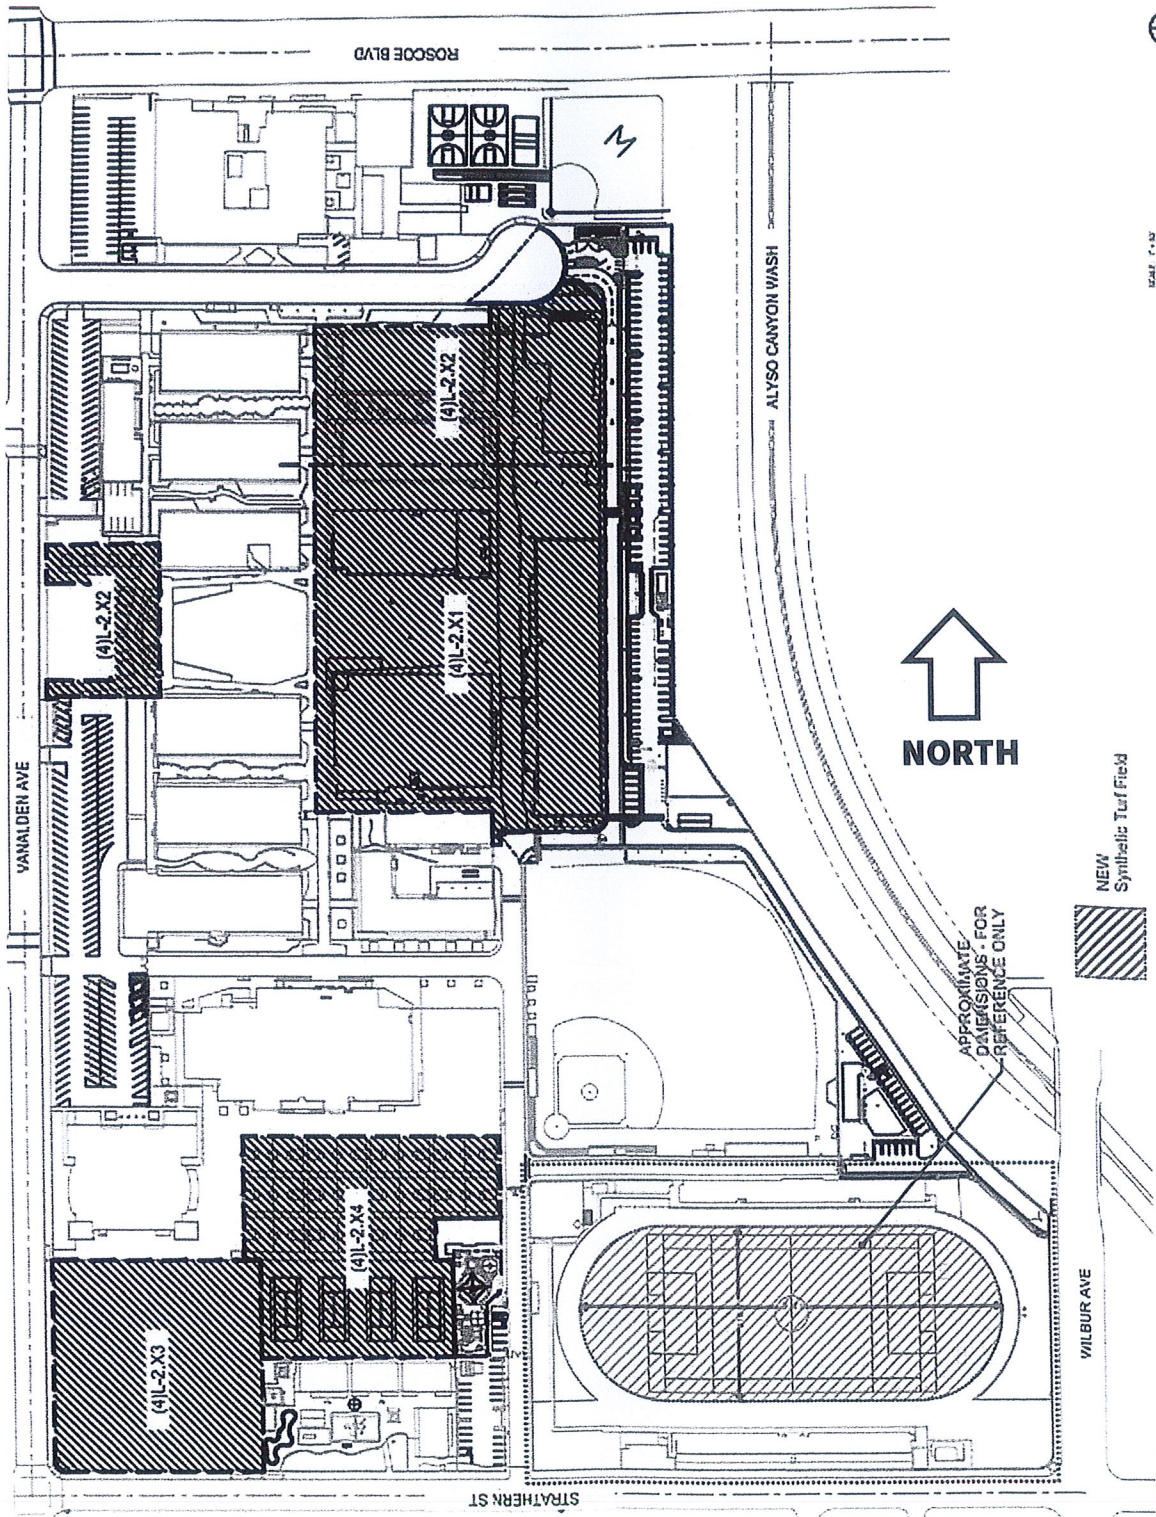 ROSCOE BLVD
VANALDEN AVE
(4)L-2.X2
(4)L-2.X2
(4)L-2.X1
ALYSO CANYON WASH
NORTH
(4)L-2.X4
(4)L-2.X3
APPROXIMATE
DIMENSIONS - FOR
REFERENCE ONLY
NEW
Synthetic Turf Field
WILBUR AVE
STRATHERN ST